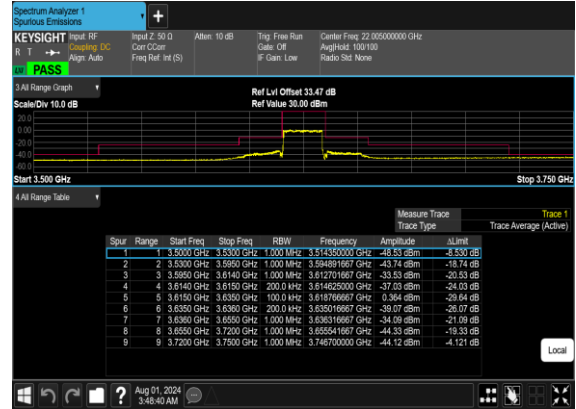 Spectrum Analyzer 1
Spurious Emissions
KEYSIGHT Input: RF Input Z: 50 Ω Atten: 10 dB Trig: Free Run Center Freq: 22.005000000 GHz
R T Coupling: DC Corr CCorr Gate: Off Avg|Hold: 100/100
Align: Auto Freq Ref: Int (S) IF Gain: Low Radio Std: None
PASS
3 All Range Graph
Ref Lvl Offset 33.47 dB
Scale/Div 10.0 dB Ref Value 30.00 dBm
20.0
0.00
-20.0
-40.0
-60.0
Start 3.500 GHz Stop 3.750 GHz
4 All Range Table
Measure Trace Trace 1
Trace Type Trace Average (Active)
Spur Range Start Freq Stop Freq RBW Frequency Amplitude ΔLimit
1 1 3.5000 GHz 3.5300 GHz 1.000 MHz 3.514350000 GHz -48.53 dBm -8.530 dB
2 2 3.5300 GHz 3.5950 GHz 1.000 MHz 3.594891667 GHz -43.74 dBm -18.74 dB
3 3 3.5950 GHz 3.6140 GHz 1.000 MHz 3.612701667 GHz -33.53 dBm -20.53 dB
4 4 3.6140 GHz 3.6150 GHz 200.0 kHz 3.614625000 GHz -37.03 dBm -24.03 dB
5 5 3.6150 GHz 3.6350 GHz 100.0 kHz 3.618766667 GHz 0.364 dBm -29.64 dB
6 6 3.6350 GHz 3.6360 GHz 200.0 kHz 3.635016667 GHz -39.07 dBm -26.07 dB
7 7 3.6360 GHz 3.6550 GHz 1.000 MHz 3.636316667 GHz -34.09 dBm -21.09 dB
8 8 3.6550 GHz 3.7200 GHz 1.000 MHz 3.655541667 GHz -44.33 dBm -19.33 dB
9 9 3.7200 GHz 3.7500 GHz 1.000 MHz 3.746700000 GHz -44.12 dBm -4.121 dB
Local
? Aug 01, 2024
3:48:40 AM